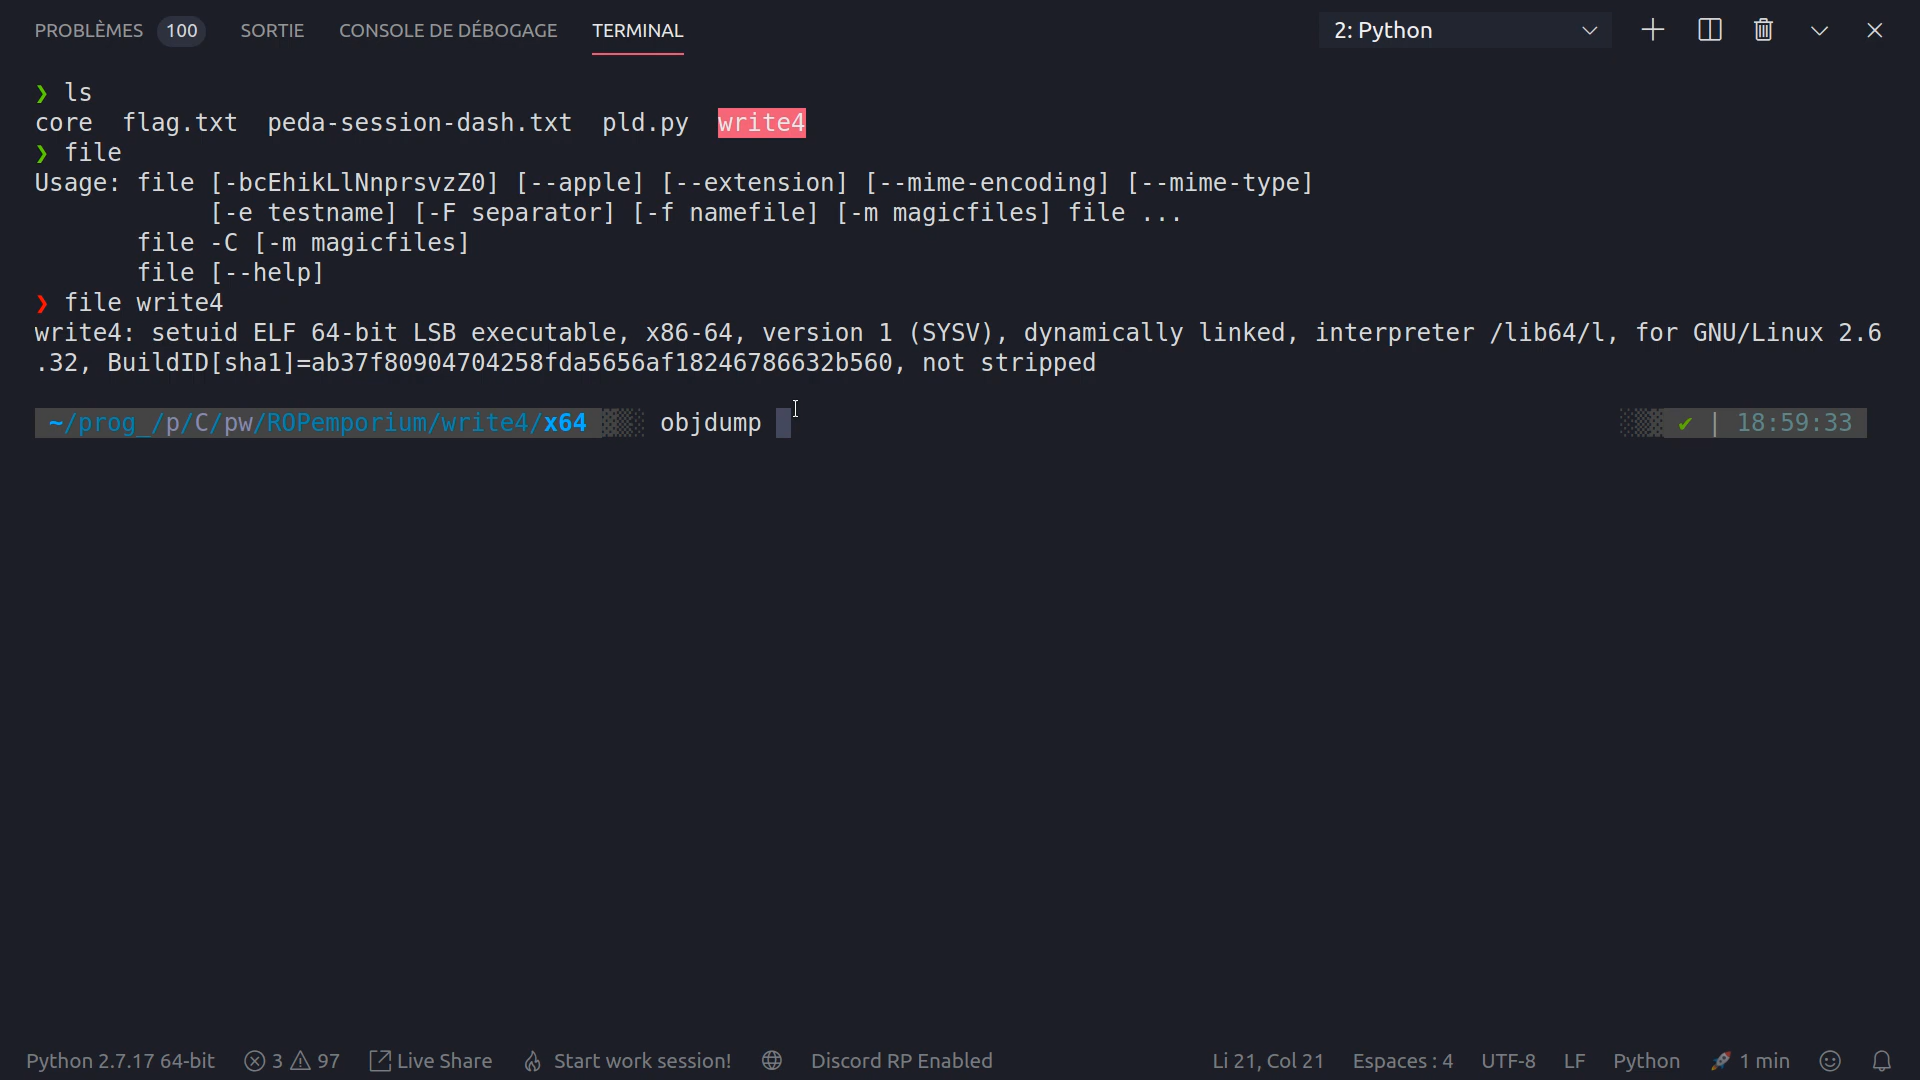 PROBLÈMES 100 SORTIE CONSOLE DE DÉBOGAGE TERMINAL 2: Python
❯ ls
core  flag.txt  peda-session-dash.txt  pld.py  write4
❯ file
Usage: file [-bcEhikLlNnprsvzZ0] [--apple] [--extension] [--mime-encoding] [--mime-type]
            [-e testname] [-F separator] [-f namefile] [-m magicfiles] file ...
       file -C [-m magicfiles]
       file [--help]
❯ file write4
write4: setuid ELF 64-bit LSB executable, x86-64, version 1 (SYSV), dynamically linked, interpreter /lib64/l, for GNU/Linux 2.6
.32, BuildID[sha1]=ab37f80904704258fda5656af18246786632b560, not stripped
~/prog_/p/C/pw/ROPemporium/write4/x64 objdump ✔ | 18:59:33
Python 2.7.17 64-bit 3 97 Live Share Start work session! Discord RP Enabled Li 21, Col 21 Espaces : 4 UTF-8 LF Python 🚀 1 min